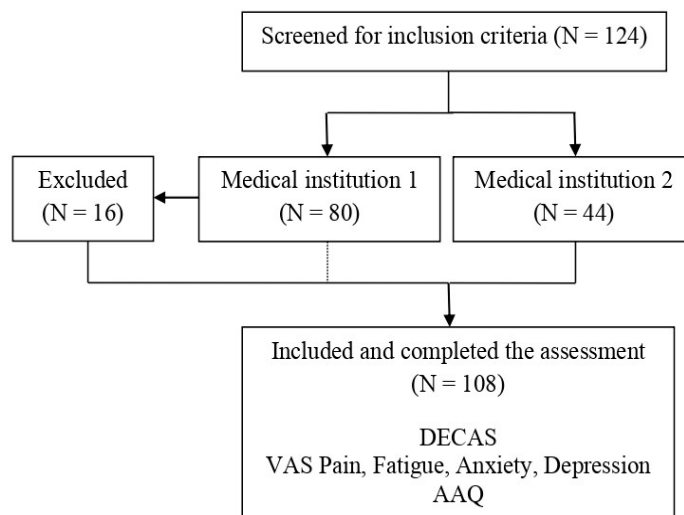 Screened for inclusion criteria (N = 124)
Excluded
(N = 16)
Medical institution 1
(N = 80)
Medical institution 2
(N = 44)
Included and completed the assessment
(N = 108)
DECAS
VAS Pain, Fatigue, Anxiety, Depression
AAQ